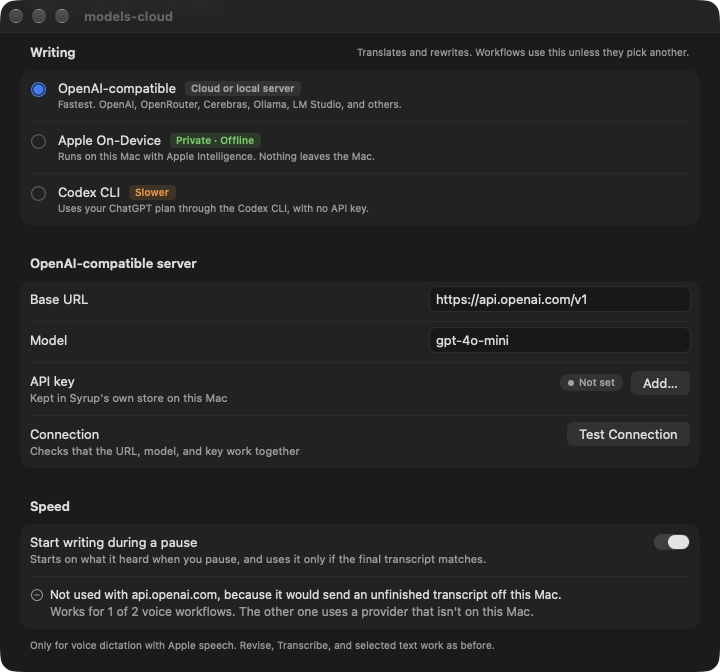 models-cloud
Writing
Translates and rewrites. Workflows use this unless they pick another.
OpenAI-compatible
Cloud or local server
Fastest. OpenAI, OpenRouter, Cerebras, Ollama, LM Studio, and others.
Apple On-Device
Private · Offline
Runs on this Mac with Apple Intelligence. Nothing leaves the Mac.
Codex CLI
Slower
Uses your ChatGPT plan through the Codex CLI, with no API key.
OpenAI-compatible server
Base URL
https://api.openai.com/v1
Model
gpt-4o-mini
API key
Not set
Add...
Kept in Syrup's own store on this Mac
Connection
Test Connection
Checks that the URL, model, and key work together
Speed
Start writing during a pause
Starts on what it heard when you pause, and uses it only if the final transcript matches.
Not used with api.openai.com, because it would send an unfinished transcript off this Mac.
Works for 1 of 2 voice workflows. The other one uses a provider that isn't on this Mac.
Only for voice dictation with Apple speech. Revise, Transcribe, and selected text work as before.